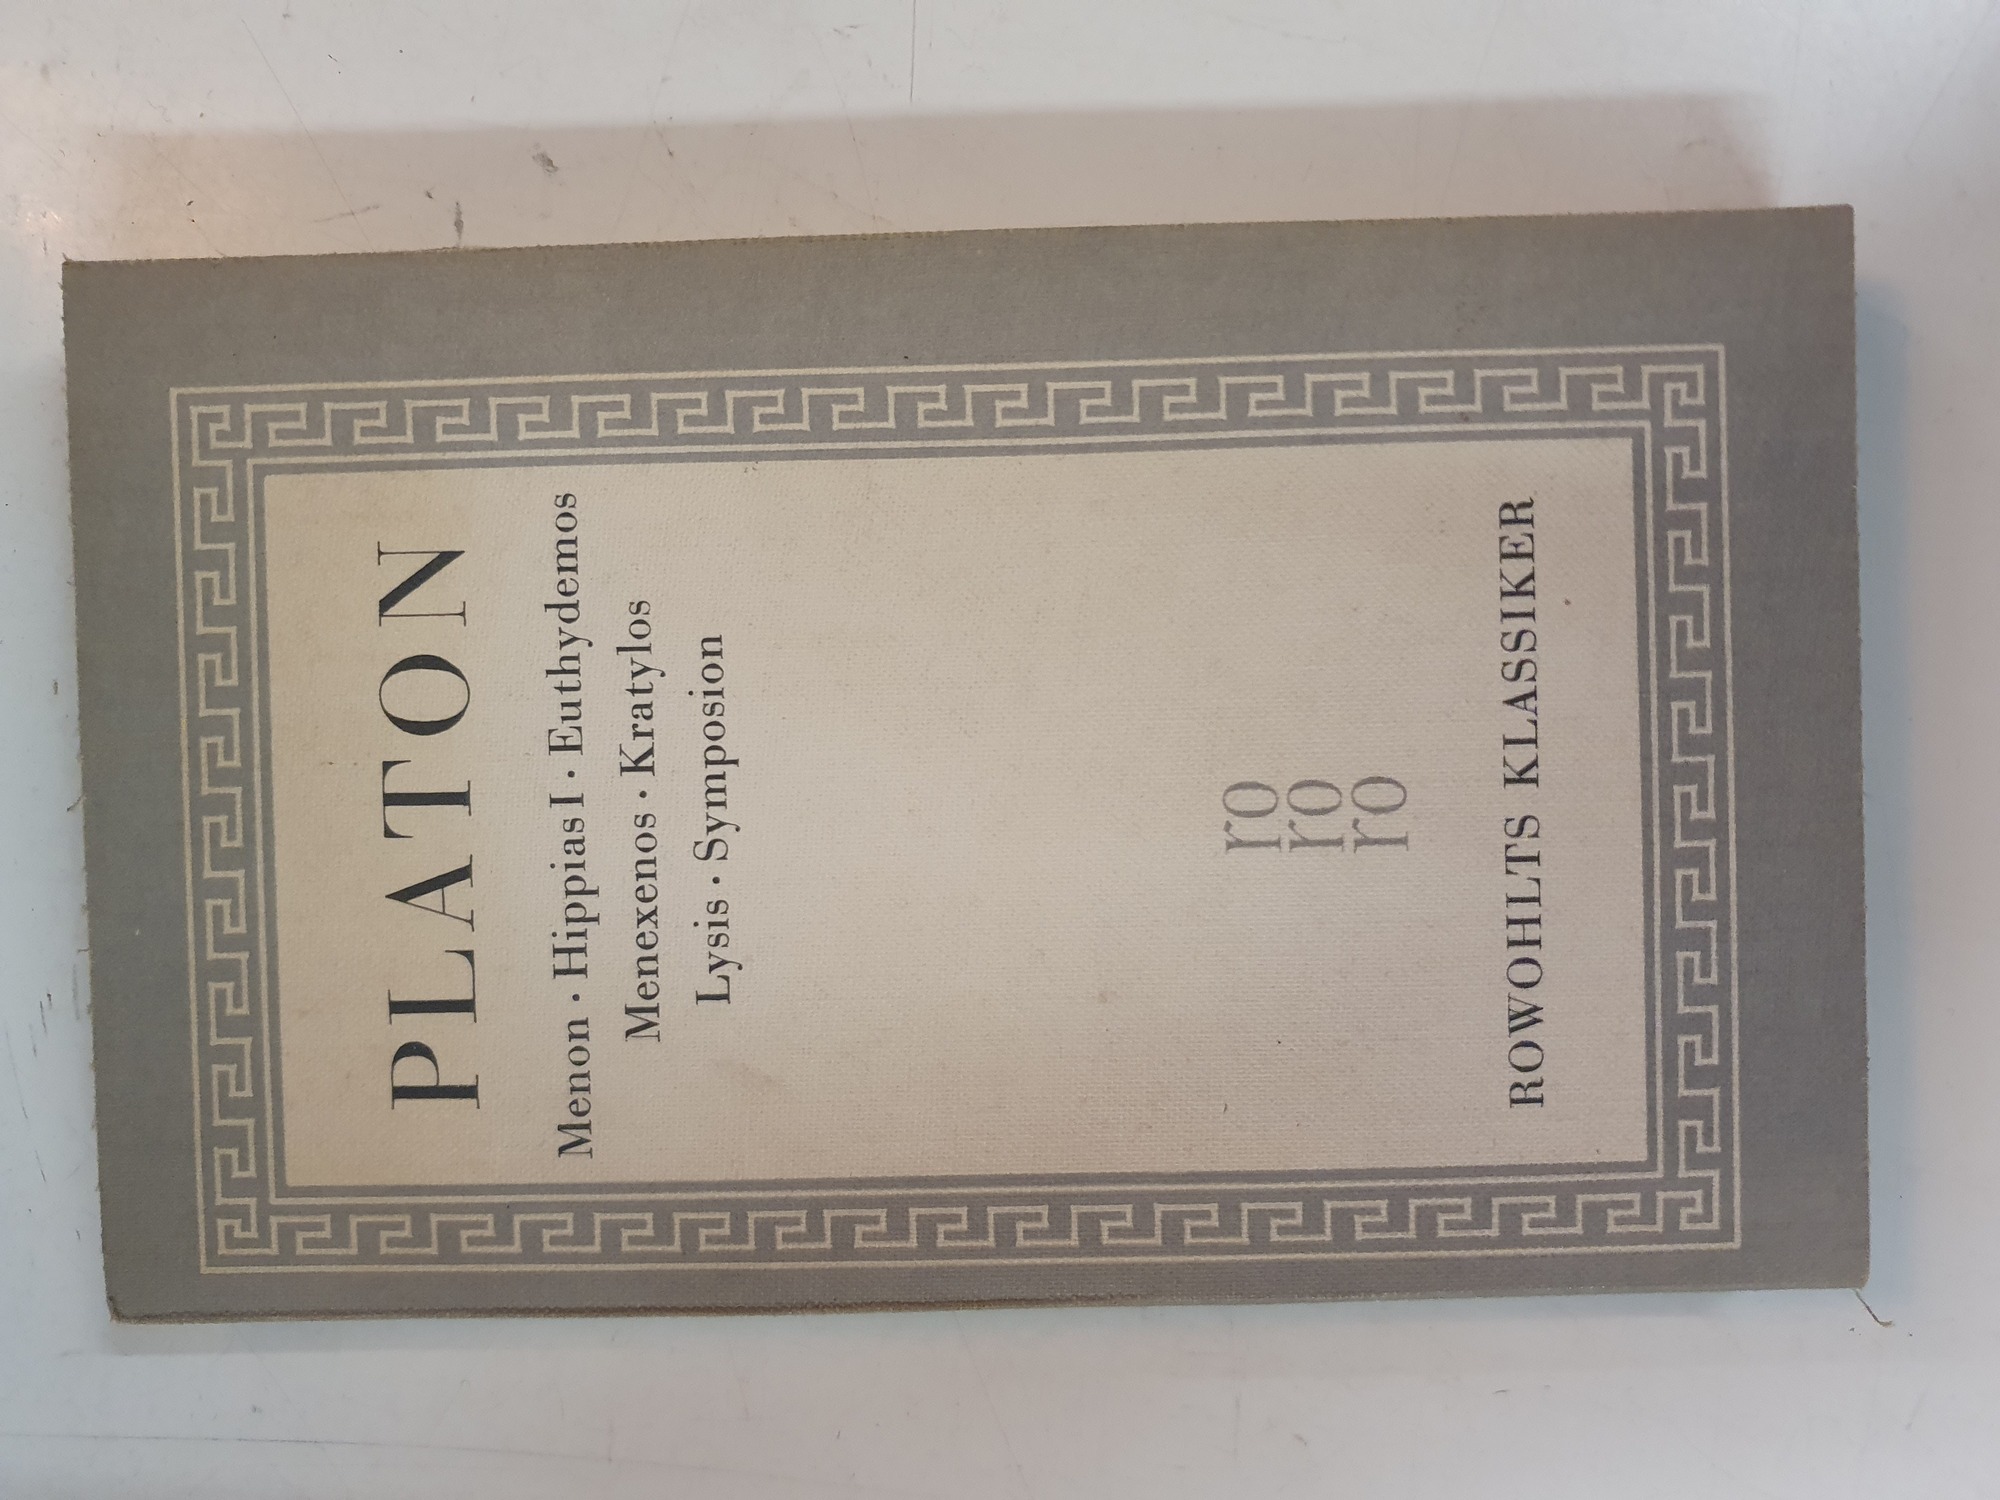 PLATON
Menon · Hippias I · Euthydemos
Menexenos · Kratylos
Lysis · Symposion
ro
ro
ro
ROWOHLTS KLASSIKER